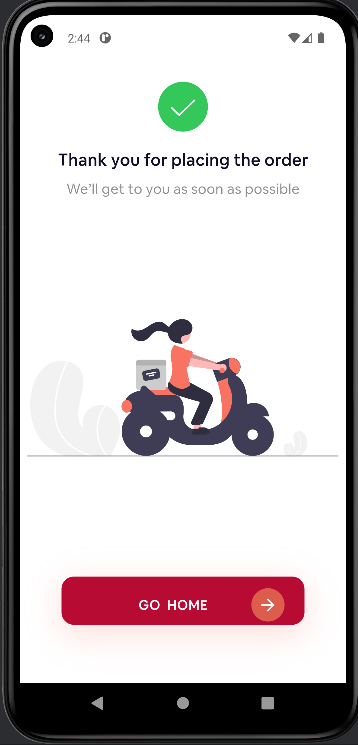 2:44
Thank you for placing the order
We'll get to you as soon as possible
GO HOME